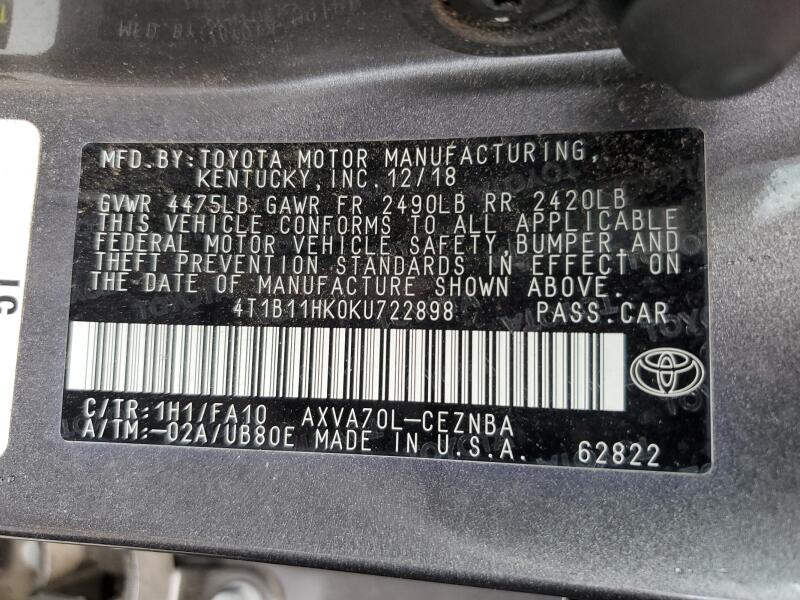 MFD.BY:TOYOTA MOTOR MANUFACTURING,
KENTUCKY,INC.12/18
GVWR 4475LB GAWR FR 2490LB RR 2420LB
THIS VEHICLE CONFORMS TO ALL APPLICABLE
FEDERAL MOTOR VEHICLE SAFETY,BUMPER AND
THEFT PREVENTION STANDARDS IN EFFECT ON
THE DATE OF MANUFACTURE SHOWN ABOVE.
4T1B11HK0KU722898 PASS.CAR
C/TR:1H1/FA10 AXVA70L-CEZNBA
A/TM:-02A/UB80E MADE IN U.S.A. 62822